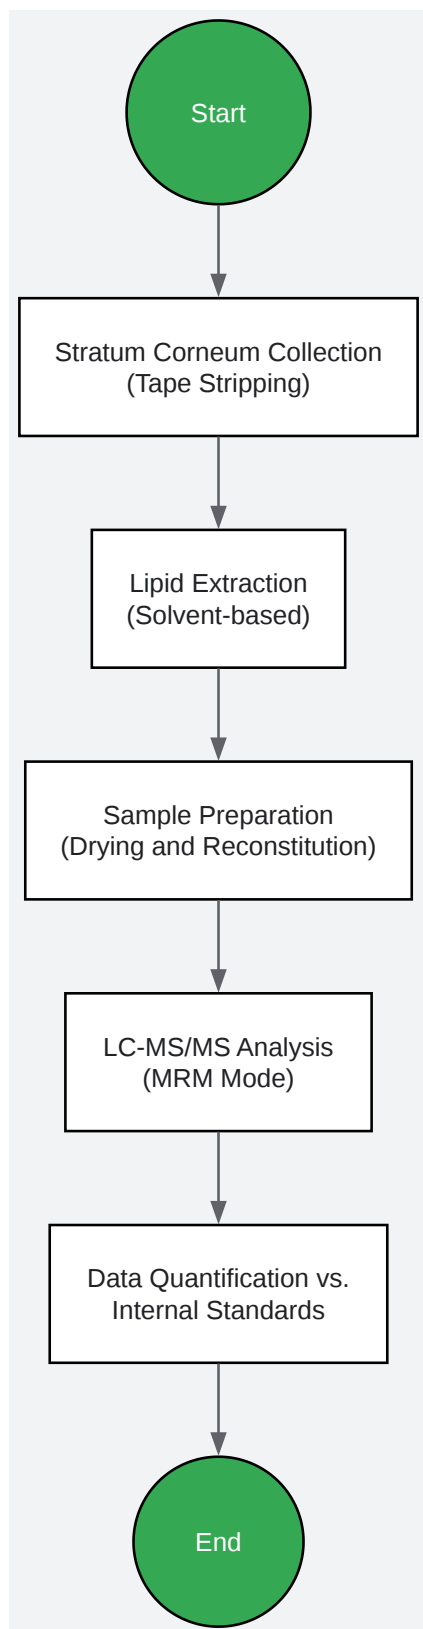 Start
Stratum Corneum Collection
(Tape Stripping)
Lipid Extraction
(Solvent-based)
Sample Preparation
(Drying and Reconstitution)
LC-MS/MS Analysis
(MRM Mode)
Data Quantification vs.
Internal Standards
End